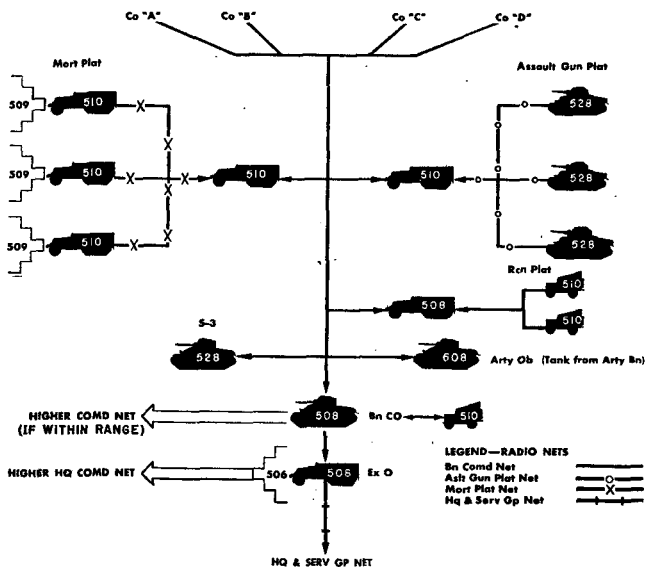 Co "A"
Co "B"
Co "C"
Co "D"
Mort Plat
Assault Gun Plat
509
510
528
509
510
510
510
528
509
510
528
Rcn Plat
510
508
510
S-3
528
608
Arty Ob (Tank from Arty Bn)
HIGHER COMD NET
(IF WITHIN RANGE)
508
Bn CO
510
HIGHER HQ COMD NET
506
506
Ex O
LEGEND—RADIO NETS
Bn Comd Net
Aslt Gun Plat Net
Mort Plat Net
Hq & Serv Gp Net
HQ & SERV GP NET